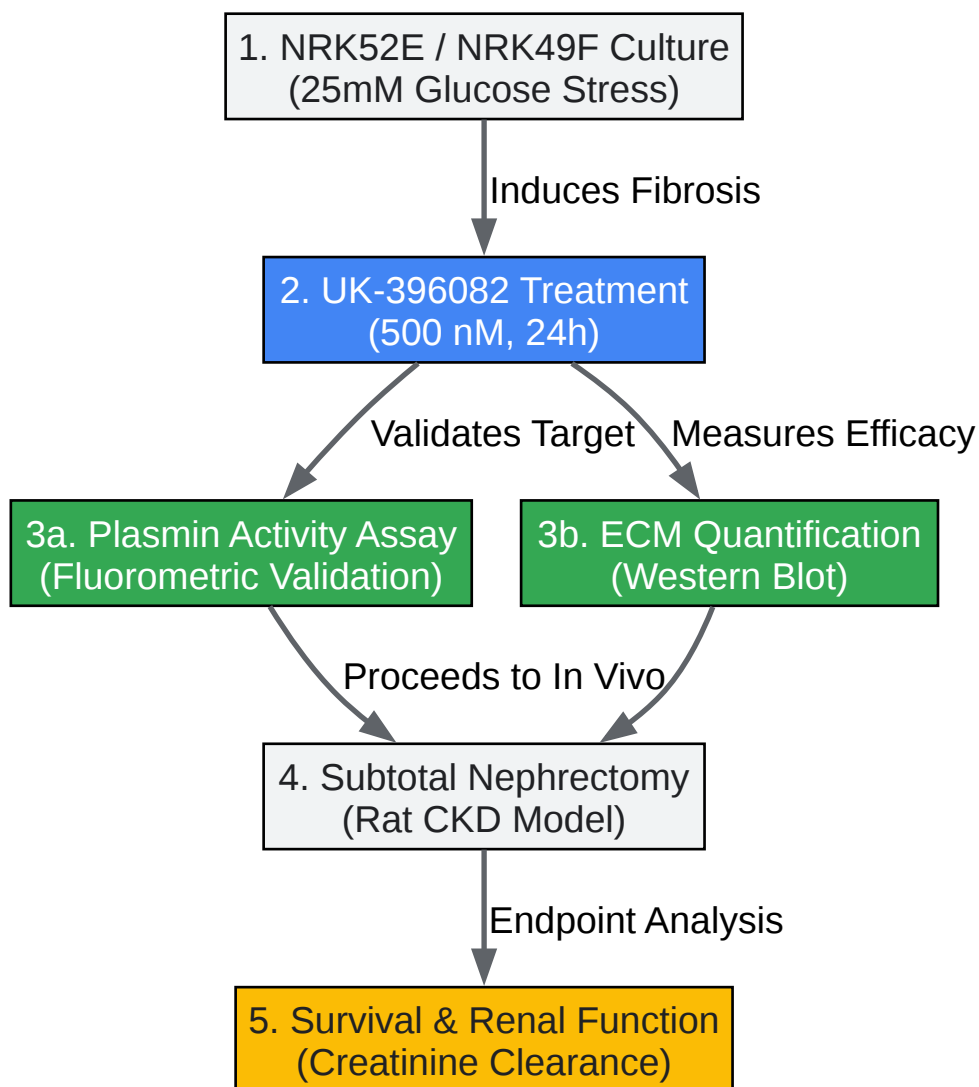 1. NRK52E / NRK49F Culture
(25mM Glucose Stress)
Induces Fibrosis
2. UK-396082 Treatment
(500 nM, 24h)
Validates Target
Measures Efficacy
3a. Plasmin Activity Assay
(Fluorometric Validation)
3b. ECM Quantification
(Western Blot)
Proceeds to In Vivo
4. Subtotal Nephrectomy
(Rat CKD Model)
Endpoint Analysis
5. Survival & Renal Function
(Creatinine Clearance)